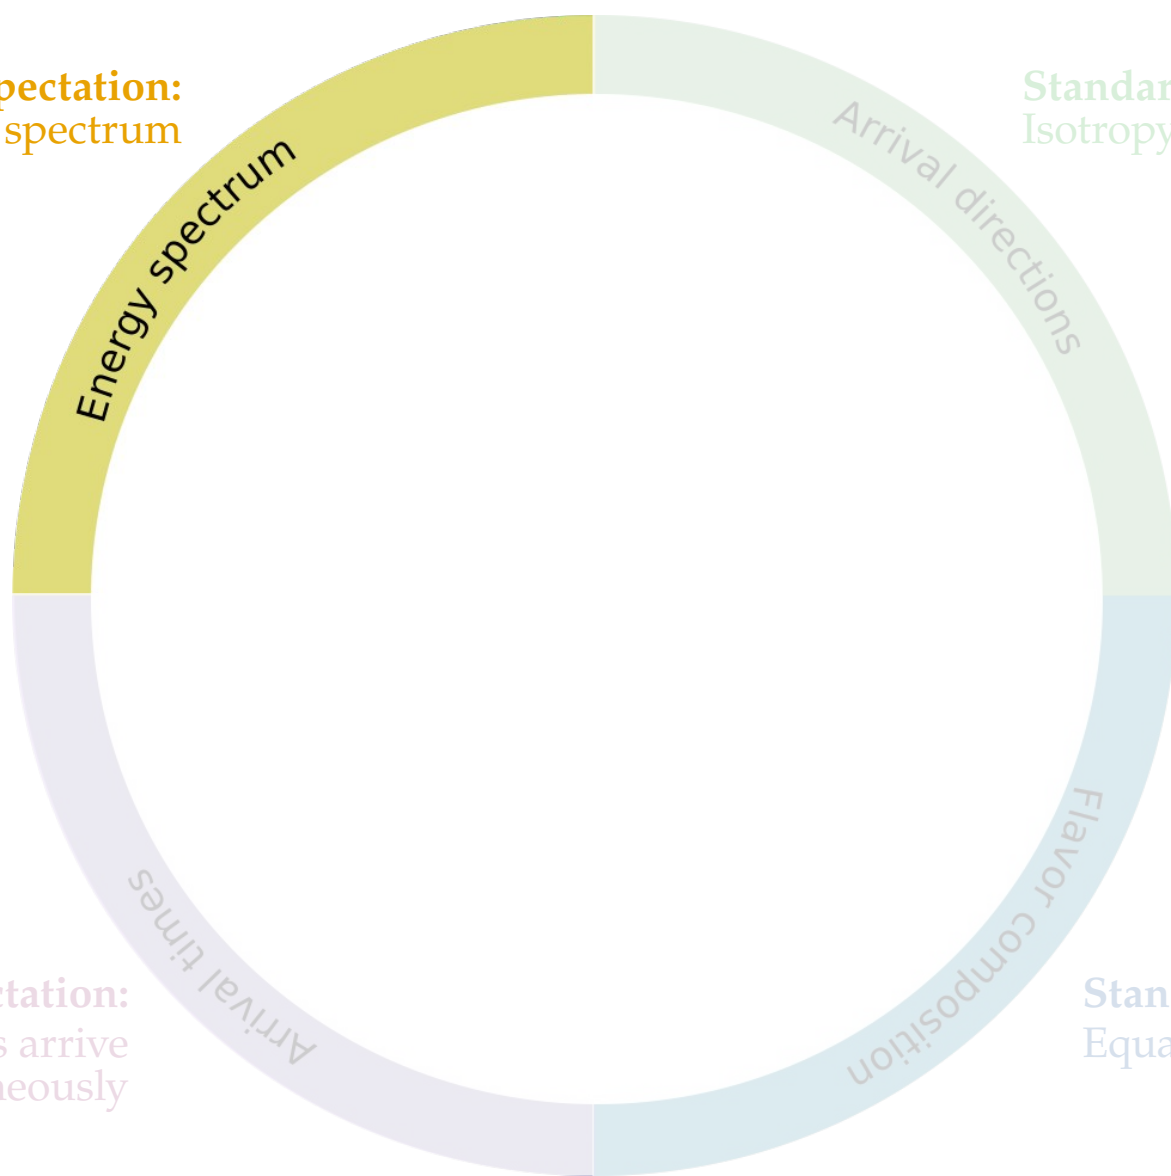 pectation:
spectrum
Energy spectrum
Standar
Isotropy
Arrival directions
Arrival times
ctation:
s arrive
neously
Flavor composition
Stan
Equa